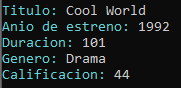 Titulo: Cool World
Anio de estreno: 1992
Duracion: 101
Genero: Drama
Calificacion: 44